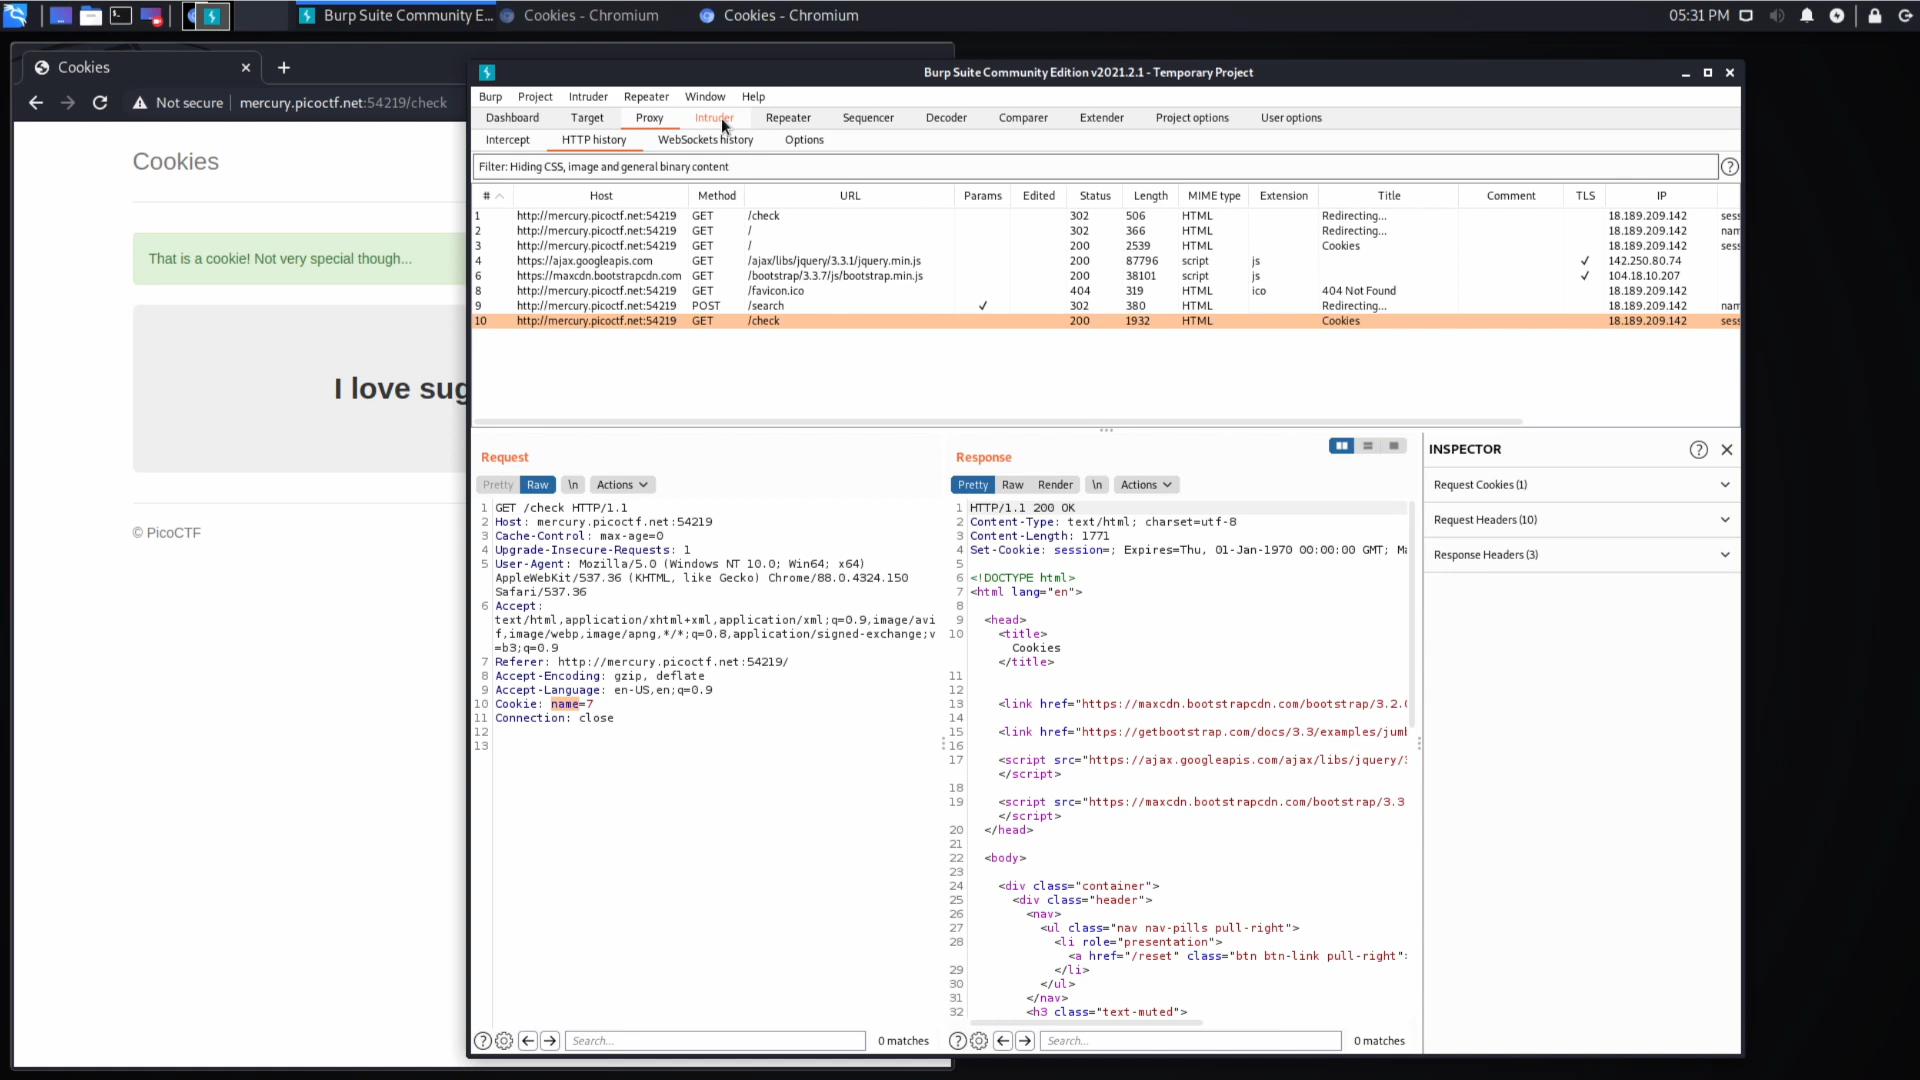 Burp Suite Community E...
Cookies - Chromium
Cookies - Chromium
05:31 PM
Cookies
Not secure
mercury.picoctf.net:54219/check
Cookies
That is a cookie! Not very special though...
I love sug
© PicoCTF
Burp Suite Community Edition v2021.2.1 - Temporary Project
Burp Project Intruder Repeater Window Help
Dashboard Target Proxy Intruder Repeater Sequencer Decoder Comparer Extender Project options User options
Intercept HTTP history WebSockets history Options
Filter: Hiding CSS, image and general binary content
# Host Method URL Params Edited Status Length MIME type Extension Title Comment TLS IP
1 http://mercury.picoctf.net:54219 GET /check 302 506 HTML Redirecting... 18.189.209.142 sess
2 http://mercury.picoctf.net:54219 GET / 302 366 HTML Redirecting... 18.189.209.142 nam
3 http://mercury.picoctf.net:54219 GET / 200 2539 HTML Cookies 18.189.209.142 sess
4 https://ajax.googleapis.com GET /ajax/libs/jquery/3.3.1/jquery.min.js 200 87796 script js ✓ 142.250.80.74
6 https://maxcdn.bootstrapcdn.com GET /bootstrap/3.3.7/js/bootstrap.min.js 200 38101 script js ✓ 104.18.10.207
8 http://mercury.picoctf.net:54219 GET /favicon.ico 404 319 HTML ico 404 Not Found 18.189.209.142
9 http://mercury.picoctf.net:54219 POST /search ✓ 302 380 HTML Redirecting... 18.189.209.142 nam
10 http://mercury.picoctf.net:54219 GET /check 200 1932 HTML Cookies 18.189.209.142 sess
Request
Pretty Raw \n Actions
1 GET /check HTTP/1.1
2 Host: mercury.picoctf.net:54219
3 Cache-Control: max-age=0
4 Upgrade-Insecure-Requests: 1
5 User-Agent: Mozilla/5.0 (Windows NT 10.0; Win64; x64)
AppleWebKit/537.36 (KHTML, like Gecko) Chrome/88.0.4324.150
Safari/537.36
6 Accept:
text/html,application/xhtml+xml,application/xml;q=0.9,image/avi
f,image/webp,image/apng,*/*;q=0.8,application/signed-exchange;v
=b3;q=0.9
7 Referer: http://mercury.picoctf.net:54219/
8 Accept-Encoding: gzip, deflate
9 Accept-Language: en-US,en;q=0.9
10 Cookie: name=7
11 Connection: close
12
13
Search...
0 matches
Response
Pretty Raw Render \n Actions
1 HTTP/1.1 200 OK
2 Content-Type: text/html; charset=utf-8
3 Content-Length: 1771
4 Set-Cookie: session=; Expires=Thu, 01-Jan-1970 00:00:00 GMT; Ma
5
6 <!DOCTYPE html>
7 <html lang="en">
8
9 <head>
10 <title>
Cookies
</title>
11
12
13 <link href="https://maxcdn.bootstrapcdn.com/bootstrap/3.2.0
14
15 <link href="https://getbootstrap.com/docs/3.3/examples/jumb
16
17 <script src="https://ajax.googleapis.com/ajax/libs/jquery/3
</script>
18
19 <script src="https://maxcdn.bootstrapcdn.com/bootstrap/3.3
</script>
20 </head>
21
22 <body>
23
24 <div class="container">
25 <div class="header">
26 <nav>
27 <ul class="nav nav-pills pull-right">
28 <li role="presentation">
<a href="/reset" class="btn btn-link pull-right">
29 </li>
30 </ul>
31 </nav>
32 <h3 class="text-muted">
Search...
0 matches
INSPECTOR
Request Cookies (1)
Request Headers (10)
Response Headers (3)